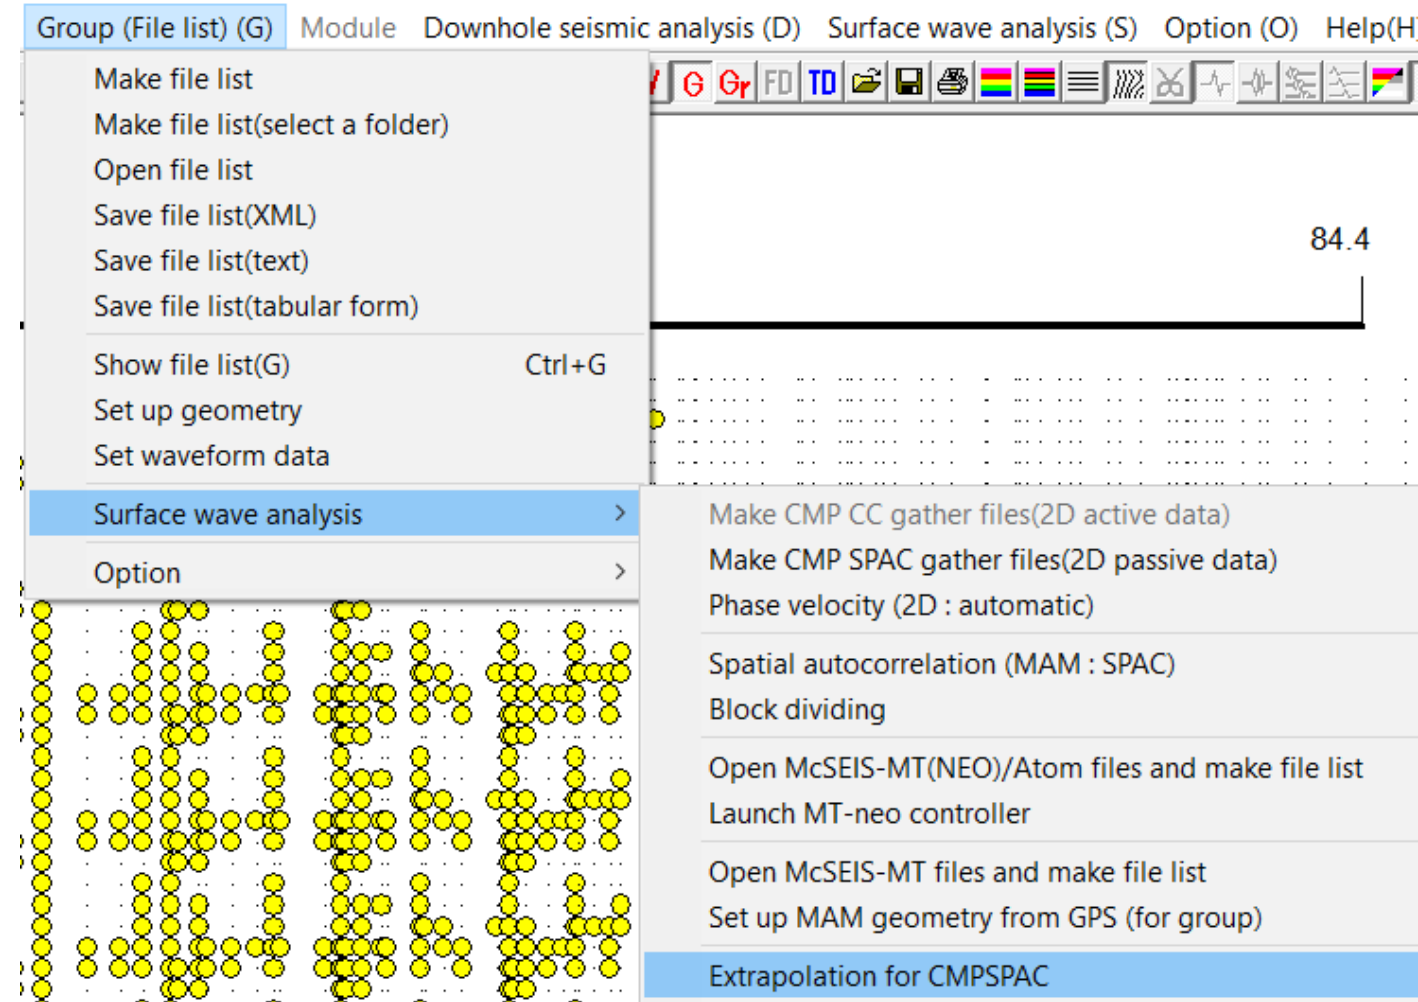 Group (File list) (G) Module Downhole seismic analysis (D) Surface wave analysis (S) Option (O) Help(H)
Make file list
G Gr FD TD
Make file list(select a folder)
Open file list
Save file list(XML)
84.4
Save file list(text)
Save file list(tabular form)
Show file list(G) Ctrl+G
Set up geometry
Set waveform data
Surface wave analysis >
Make CMP CC gather files(2D active data)
Make CMP SPAC gather files(2D passive data)
Option >
Phase velocity (2D : automatic)
Spatial autocorrelation (MAM : SPAC)
Block dividing
Open McSEIS-MT(NEO)/Atom files and make file list
Launch MT-neo controller
Open McSEIS-MT files and make file list
Set up MAM geometry from GPS (for group)
Extrapolation for CMPSPAC